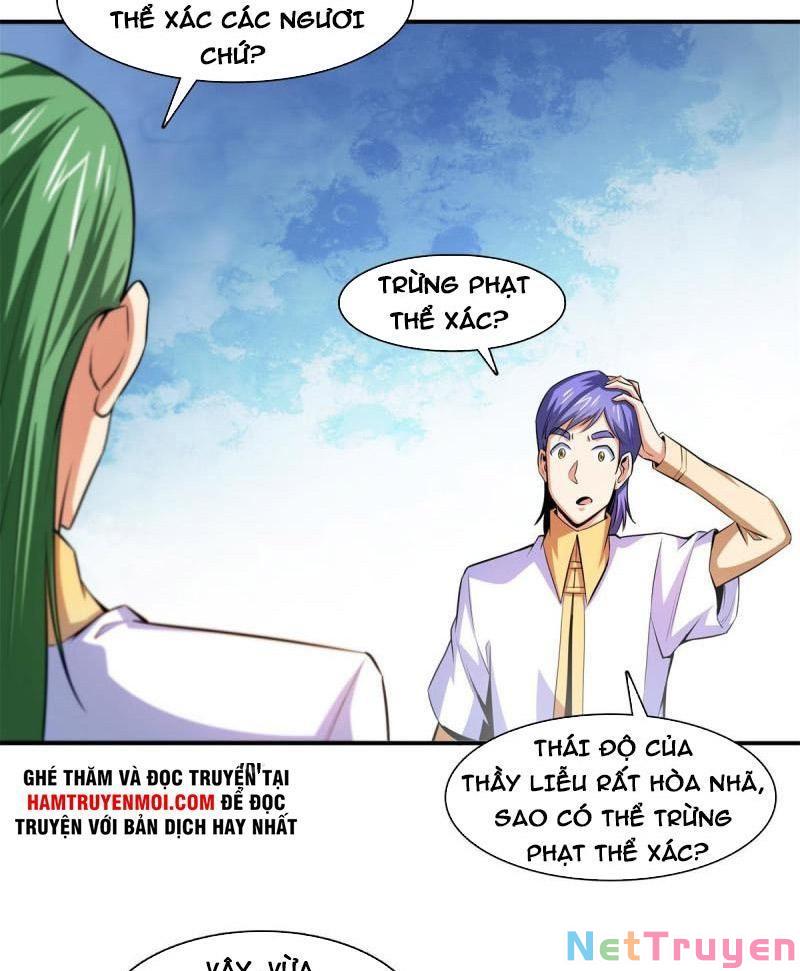 THỂ XÁC CÁC NGƯƠI
CHỨ?
TRỪNG PHẠT
THỂ XÁC?
THÁI ĐỘ CỦA
THẦY LIỄU RẤT HÒA NHÃ,
SAO CÓ THỂ TRỪNG
PHẠT THỂ XÁC?
GHÉ THĂM VÀ ĐỌC TRUYỆN TẠI
HAMTRUYENMOI.COM ĐỂ ĐỌC
TRUYỆN VỚI BẢN DỊCH HAY NHẤT
VẬY, VỪA
NetTruyen